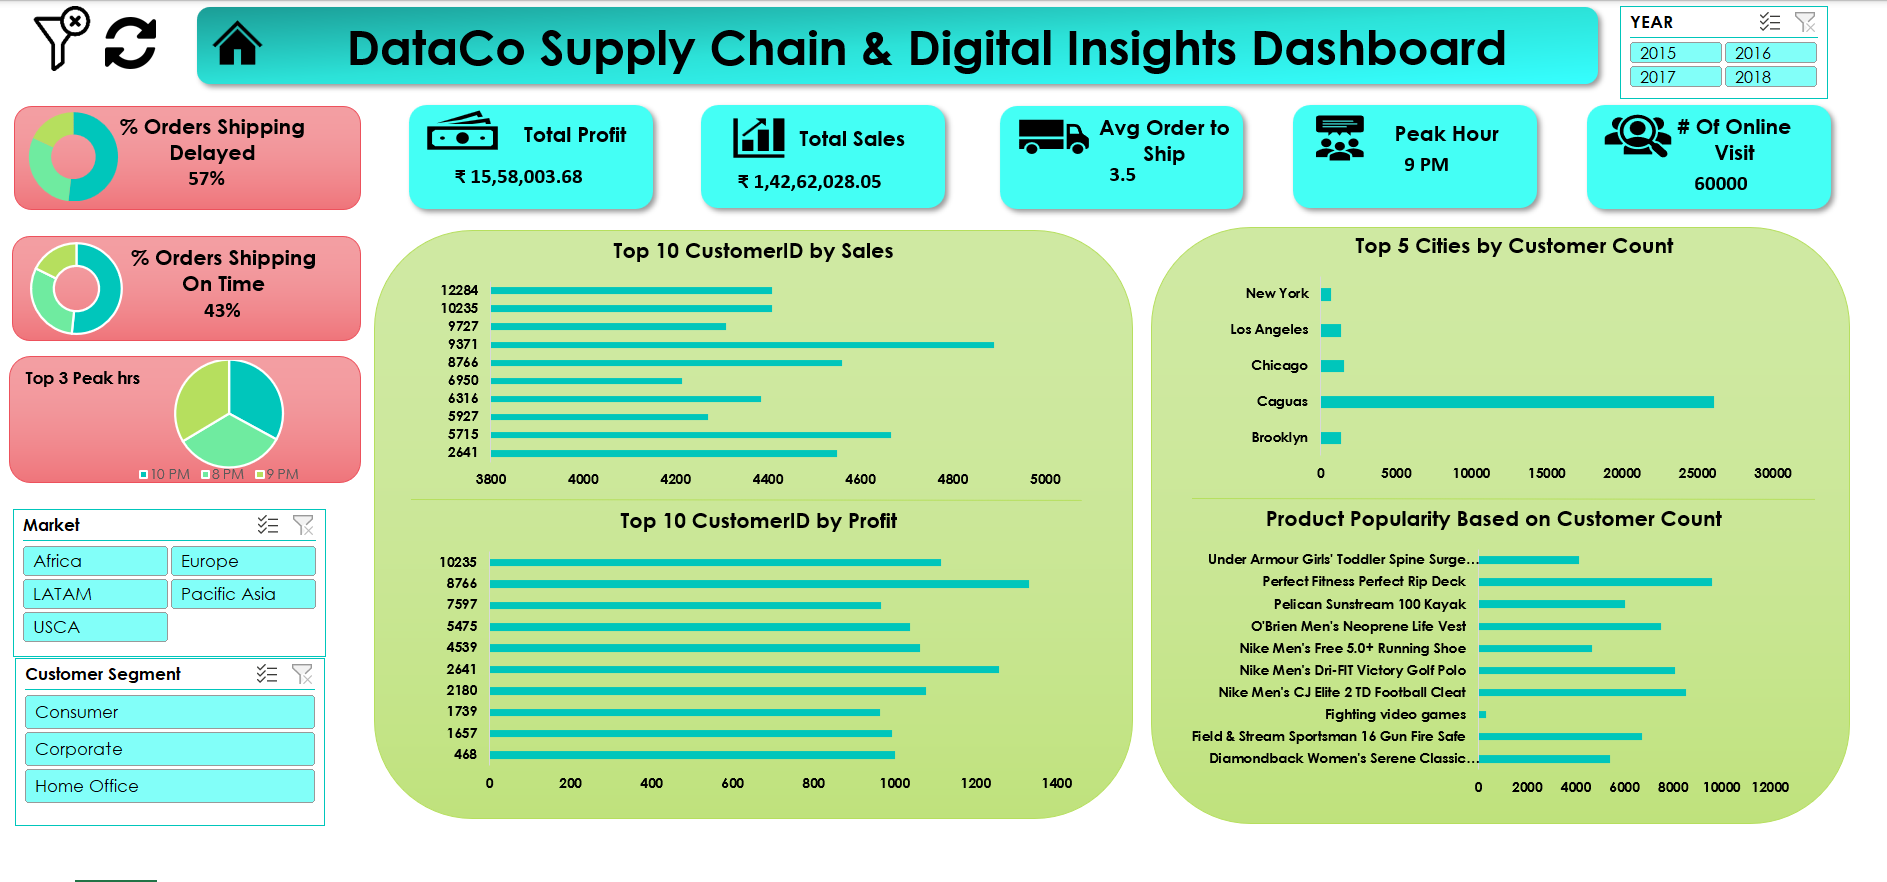 DataCo Supply Chain & Digital Insights Dashboard
YEAR
2015 2016
2017 2018
% Orders Shipping
Delayed
57%
Total Profit
₹ 15,58,003.68
Total Sales
₹ 1,42,62,028.05
Avg Order to
Ship
3.5
Peak Hour
9 PM
# Of Online
Visit
60000
% Orders Shipping
On Time
43%
Top 3 Peak hrs
10 PM 8 PM 9 PM
Market
Africa Europe
LATAM Pacific Asia
USCA
Customer Segment
Consumer
Corporate
Home Office
Top 10 CustomerID by Sales
12284
10235
9727
9371
8766
6950
6316
5927
5715
2641
3800 4000 4200 4400 4600 4800 5000
Top 10 CustomerID by Profit
10235
8766
7597
5475
4539
2641
2180
1739
1657
468
0 200 400 600 800 1000 1200 1400
Top 5 Cities by Customer Count
New York
Los Angeles
Chicago
Caguas
Brooklyn
0 5000 10000 15000 20000 25000 30000
Product Popularity Based on Customer Count
Under Armour Girls' Toddler Spine Surge...
Perfect Fitness Perfect Rip Deck
Pelican Sunstream 100 Kayak
O'Brien Men's Neoprene Life Vest
Nike Men's Free 5.0+ Running Shoe
Nike Men's Dri-FIT Victory Golf Polo
Nike Men's CJ Elite 2 TD Football Cleat
Fighting video games
Field & Stream Sportsman 16 Gun Fire Safe
Diamondback Women's Serene Classic...
0 2000 4000 6000 8000 10000 12000